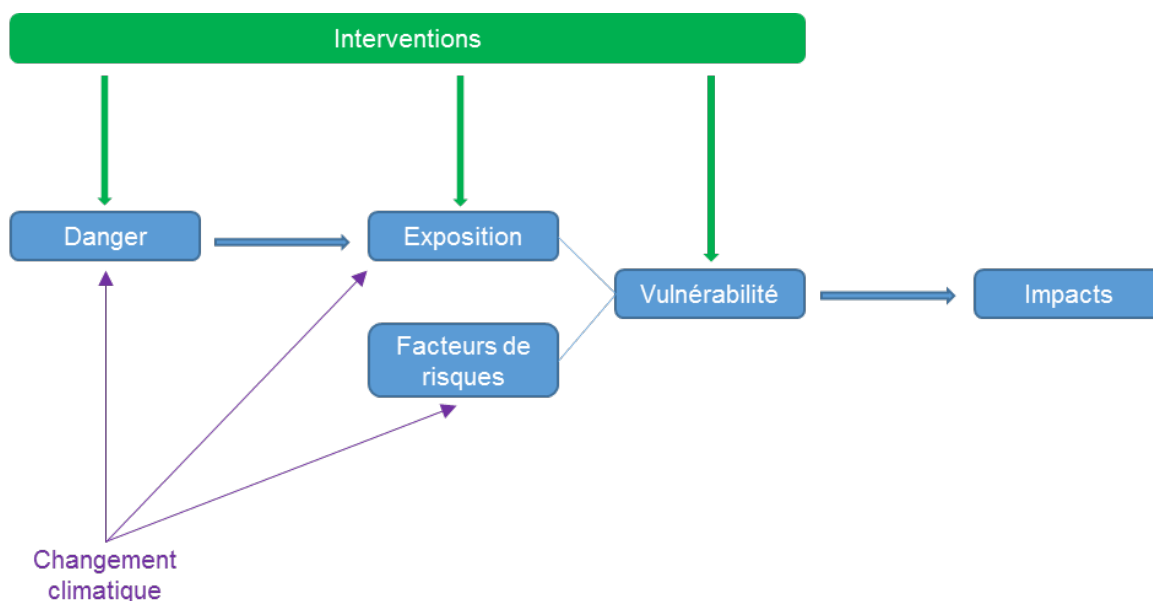 Interventions
Danger
Exposition
Vulnérabilité
Impacts
Facteurs de
risques
Changement
climatique